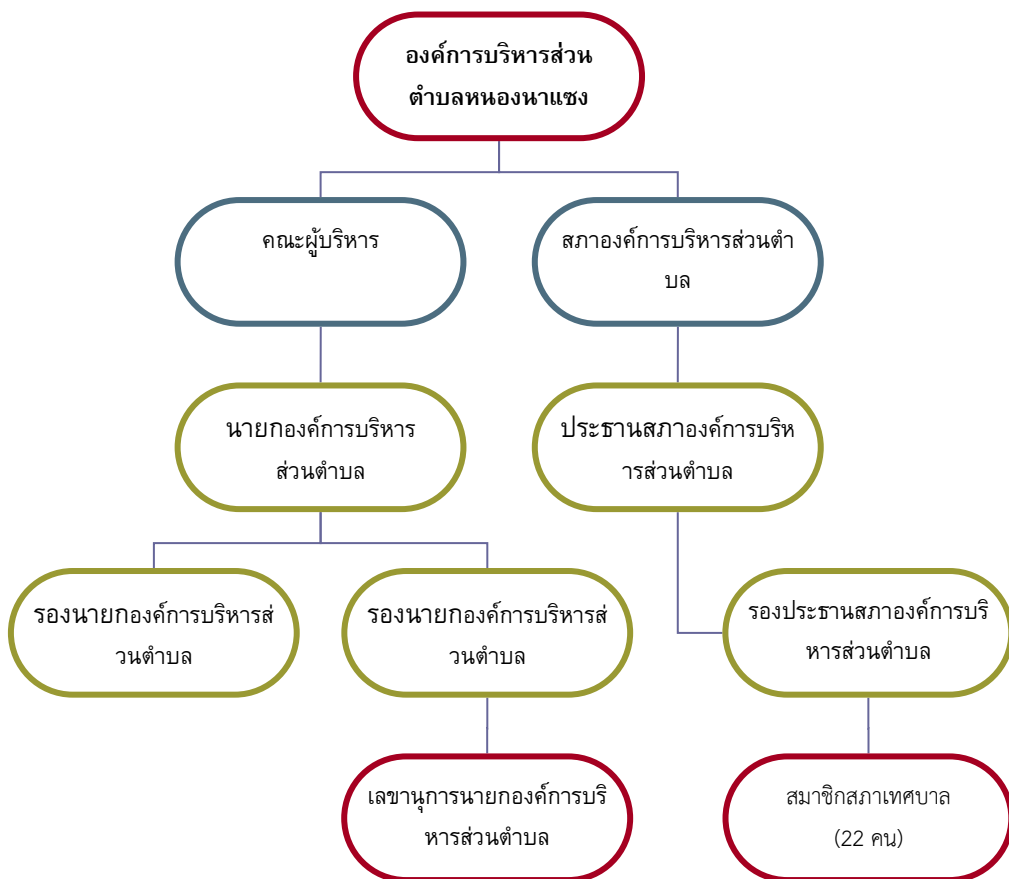 องค์การบริหารส่วน
ตำบลหนองนาแซง
คณะผู้บริหาร
สภาองค์การบริหารส่วนตำ
บล
นายกองค์การบริหาร
ส่วนตำบล
ประธานสภาองค์การบริห
ารส่วนตำบล
รองนายกองค์การบริหารส่
วนตำบล
รองนายกองค์การบริหารส่
วนตำบล
รองประธานสภาองค์การบริ
หารส่วนตำบล
เลขานุการนายกองค์การบริ
หารส่วนตำบล
สมาชิกสภาเทศบาล
(22 คน)